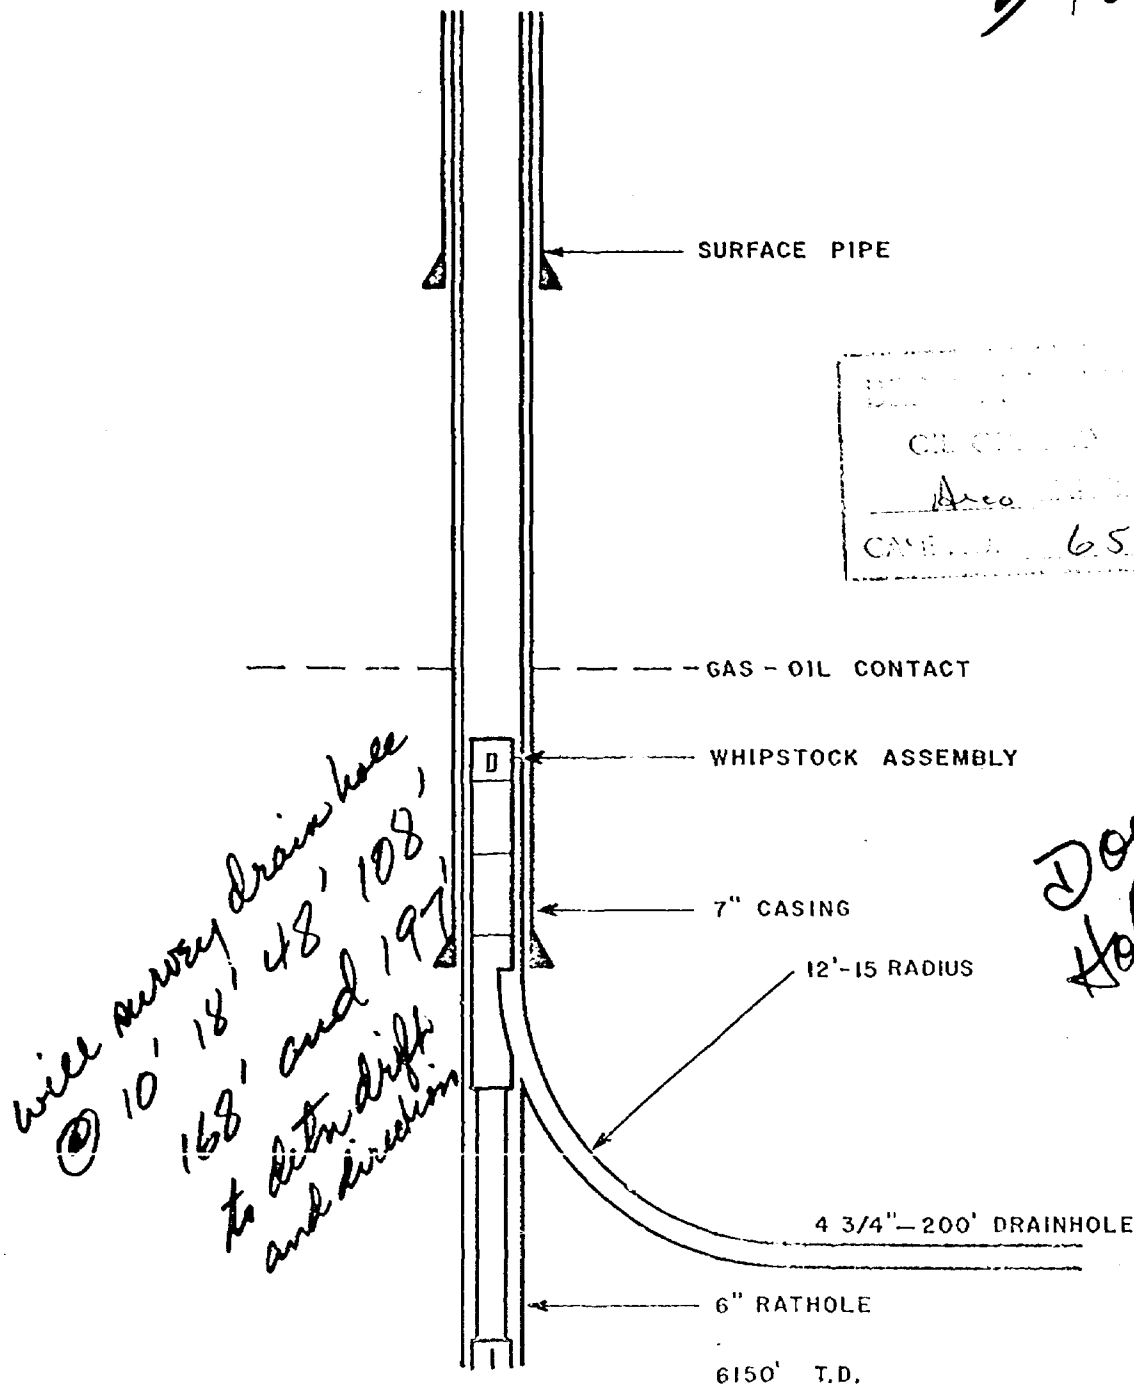 SURFACE PIPE
Arco
65
GAS - OIL CONTACT
D
WHIPSTOCK ASSEMBLY
7" CASING
12'-15 RADIUS
will survey drain hole
@ 10' 18' 48' 108'
168' and 197'
to detn drift
and direction
4 3/4"—200' DRAINHOLE
6" RATHOLE
6150' T.D.